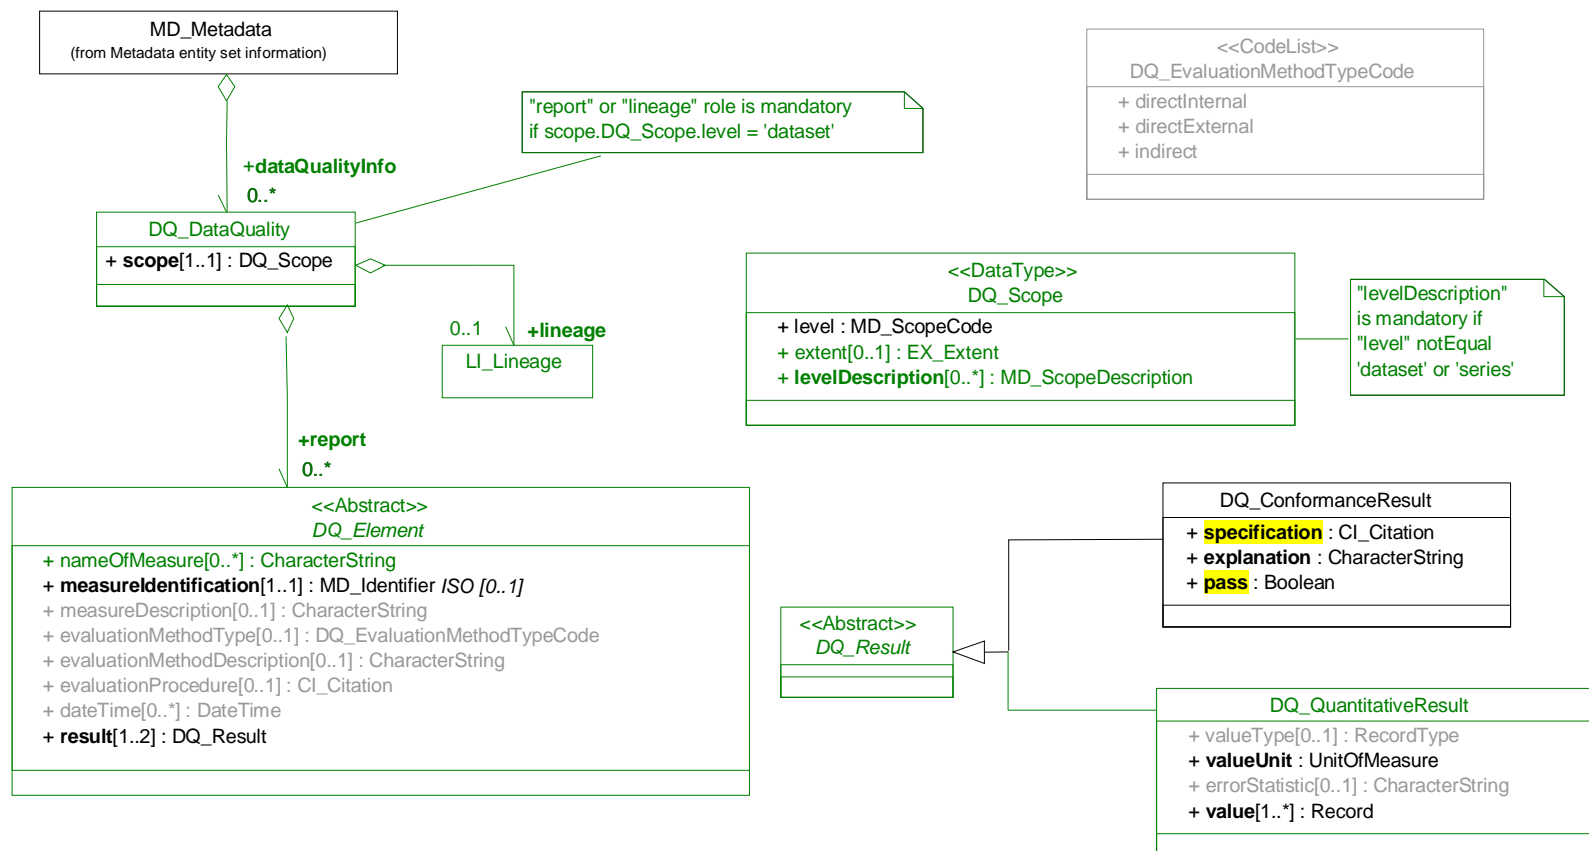 MD_Metadata
(from Metadata entity set information)
<<CodeList>>
DQ_EvaluationMethodTypeCode
+ directInternal
+ directExternal
+ indirect
"report" or "lineage" role is mandatory
if scope.DQ_Scope.level = 'dataset'
+dataQualityInfo
0..*
DQ_DataQuality
+ scope[1..1] : DQ_Scope
0..1
+lineage
LI_Lineage
<<DataType>>
DQ_Scope
+ level : MD_ScopeCode
+ extent[0..1] : EX_Extent
+ levelDescription[0..*] : MD_ScopeDescription
"levelDescription"
is mandatory if
"level" notEqual
'dataset' or 'series'
+report
0..*
<<Abstract>>
DQ_Element
+ nameOfMeasure[0..*] : CharacterString
+ measureIdentification[1..1] : MD_Identifier ISO [0..1]
+ measureDescription[0..1] : CharacterString
+ evaluationMethodType[0..1] : DQ_EvaluationMethodTypeCode
+ evaluationMethodDescription[0..1] : CharacterString
+ evaluationProcedure[0..1] : CI_Citation
+ dateTime[0..*] : DateTime
+ result[1..2] : DQ_Result
<<Abstract>>
DQ_Result
DQ_ConformanceResult
+ specification : CI_Citation
+ explanation : CharacterString
+ pass : Boolean
DQ_QuantitativeResult
+ valueType[0..1] : RecordType
+ valueUnit : UnitOfMeasure
+ errorStatistic[0..1] : CharacterString
+ value[1..*] : Record